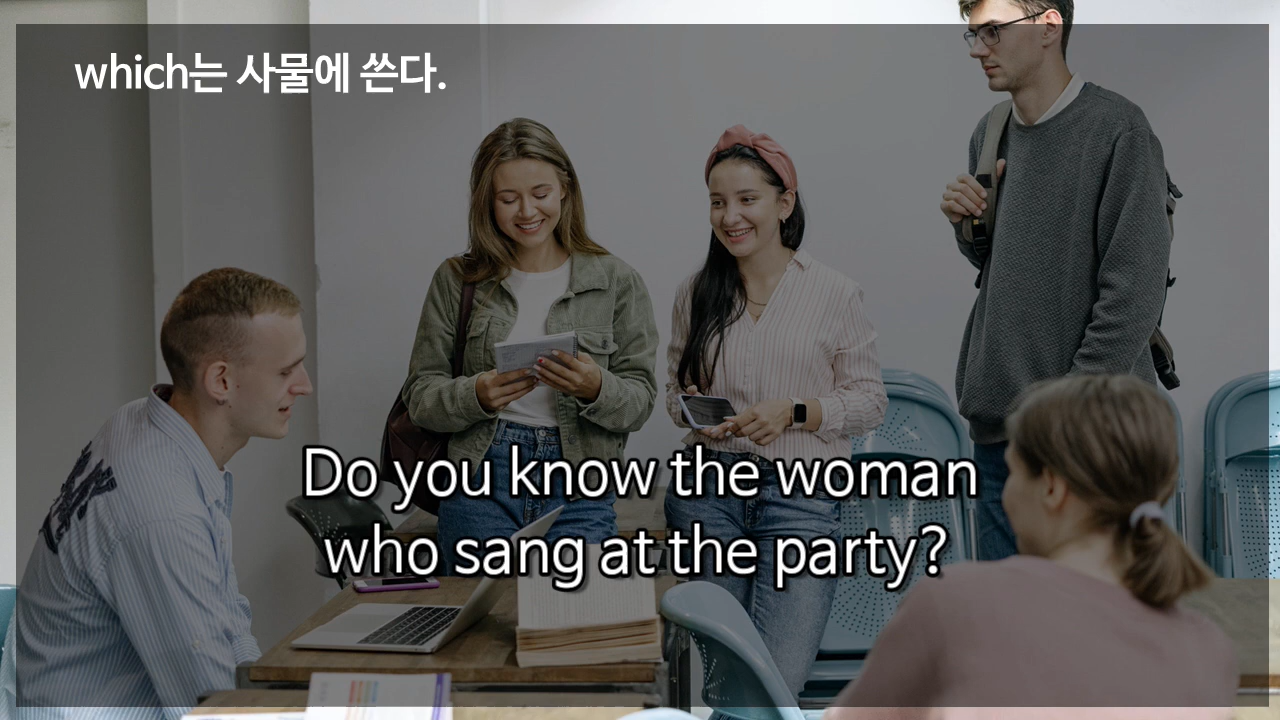 which는 사물에 쓴다.
Do you know the woman
who sang at the party?